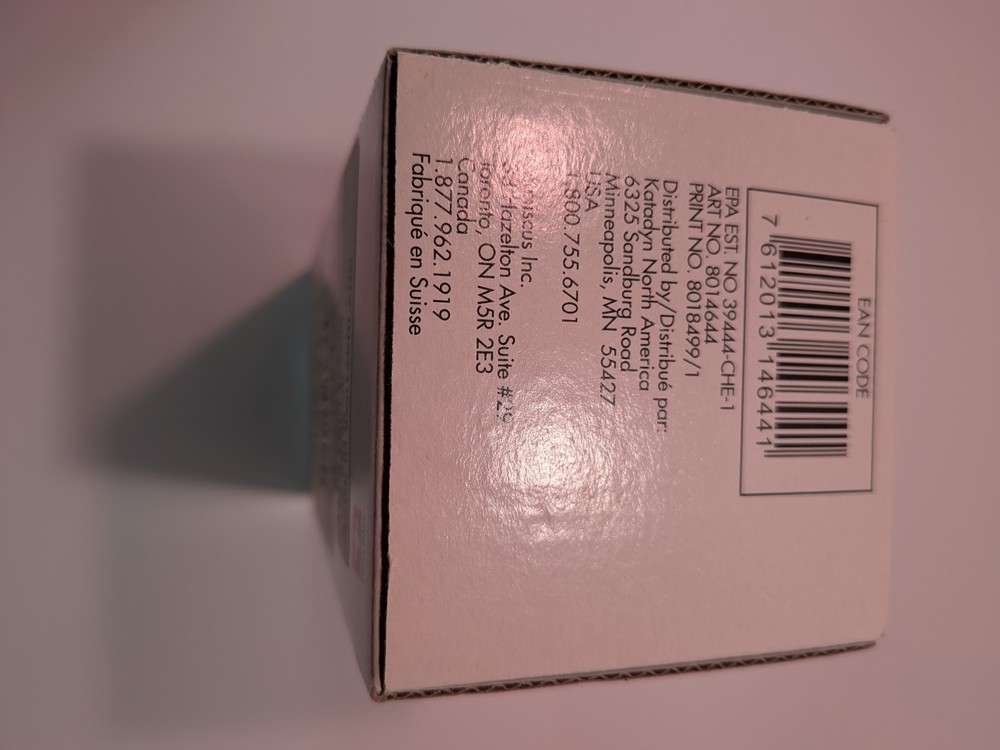 EAN CODE
7 612013 146441
EPA EST. NO 39444-CHE-1
ART NO. 8014644
PRINT NO. 8018499/1
Distributed by/Distribué par:
Katadyn North America
6325 Sandburg Road
Minneapolis, MN 55427
USA
1.800.755.6701
Inc.
Hazelton Ave. Suite #29
Toronto, ON M5R 2E3
Canada
1.877.962.1919
Fabriqué en Suisse